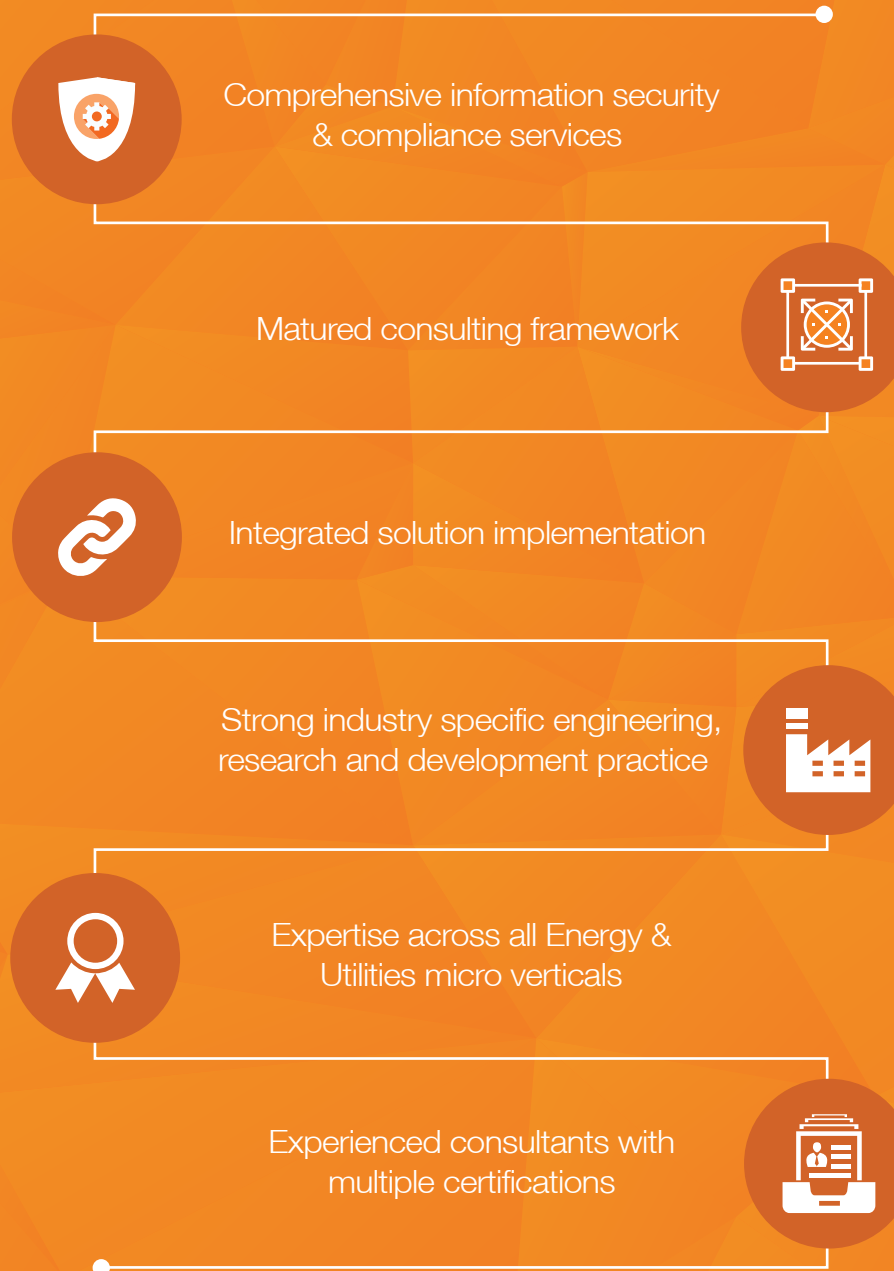 Comprehensive information security
& compliance services
Matured consulting framework
Integrated solution implementation
Strong industry specific engineering,
research and development practice
Expertise across all Energy &
Utilities micro verticals
Experienced consultants with
multiple certifications